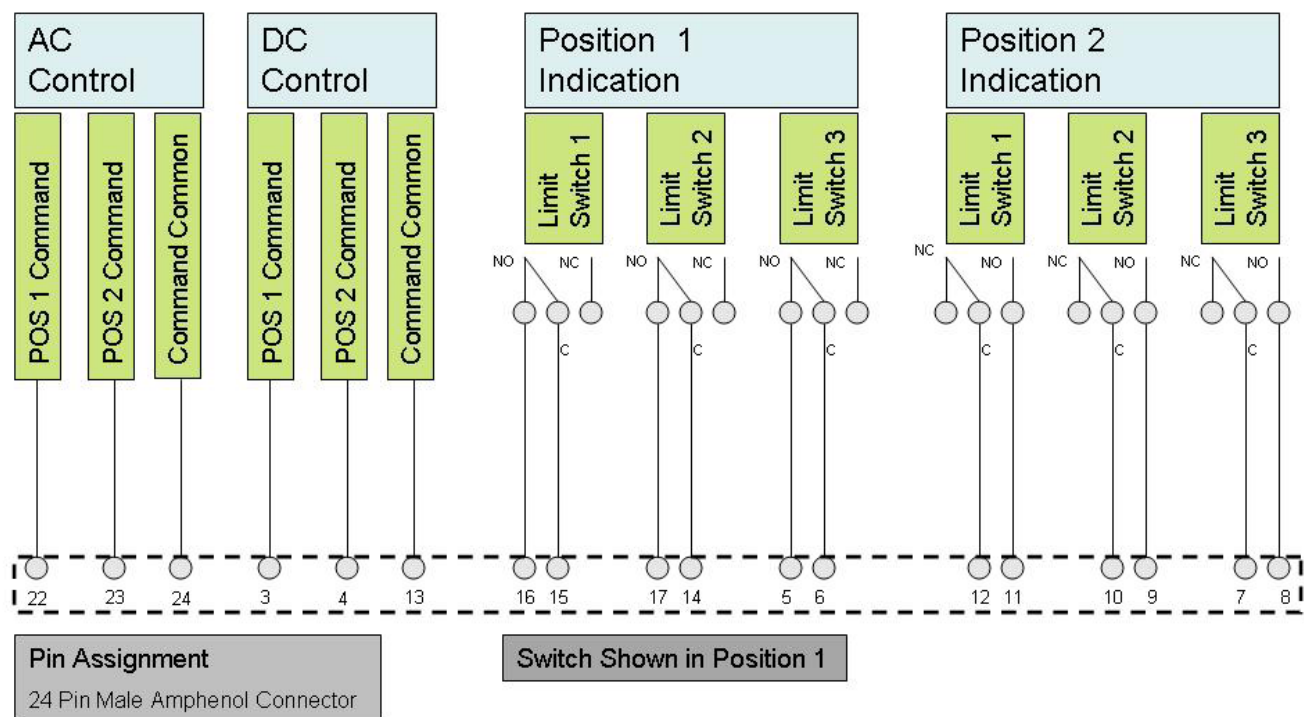 AC
Control
DC
Control
Position 1
Indication
Position 2
Indication
POS 1 Command
POS 2 Command
Command Common
POS 1 Command
POS 2 Command
Command Common
Limit
Switch 1
Limit
Switch 2
Limit
Switch 3
Limit
Switch 1
Limit
Switch 2
Limit
Switch 3
NO NC NO NC NO NC NC NO NC NO NC NO
C C C C C C
22 23 24 3 4 13 16 15 17 14 5 6 12 11 10 9 7 8
Pin Assignment
24 Pin Male Amphenol Connector
Switch Shown in Position 1